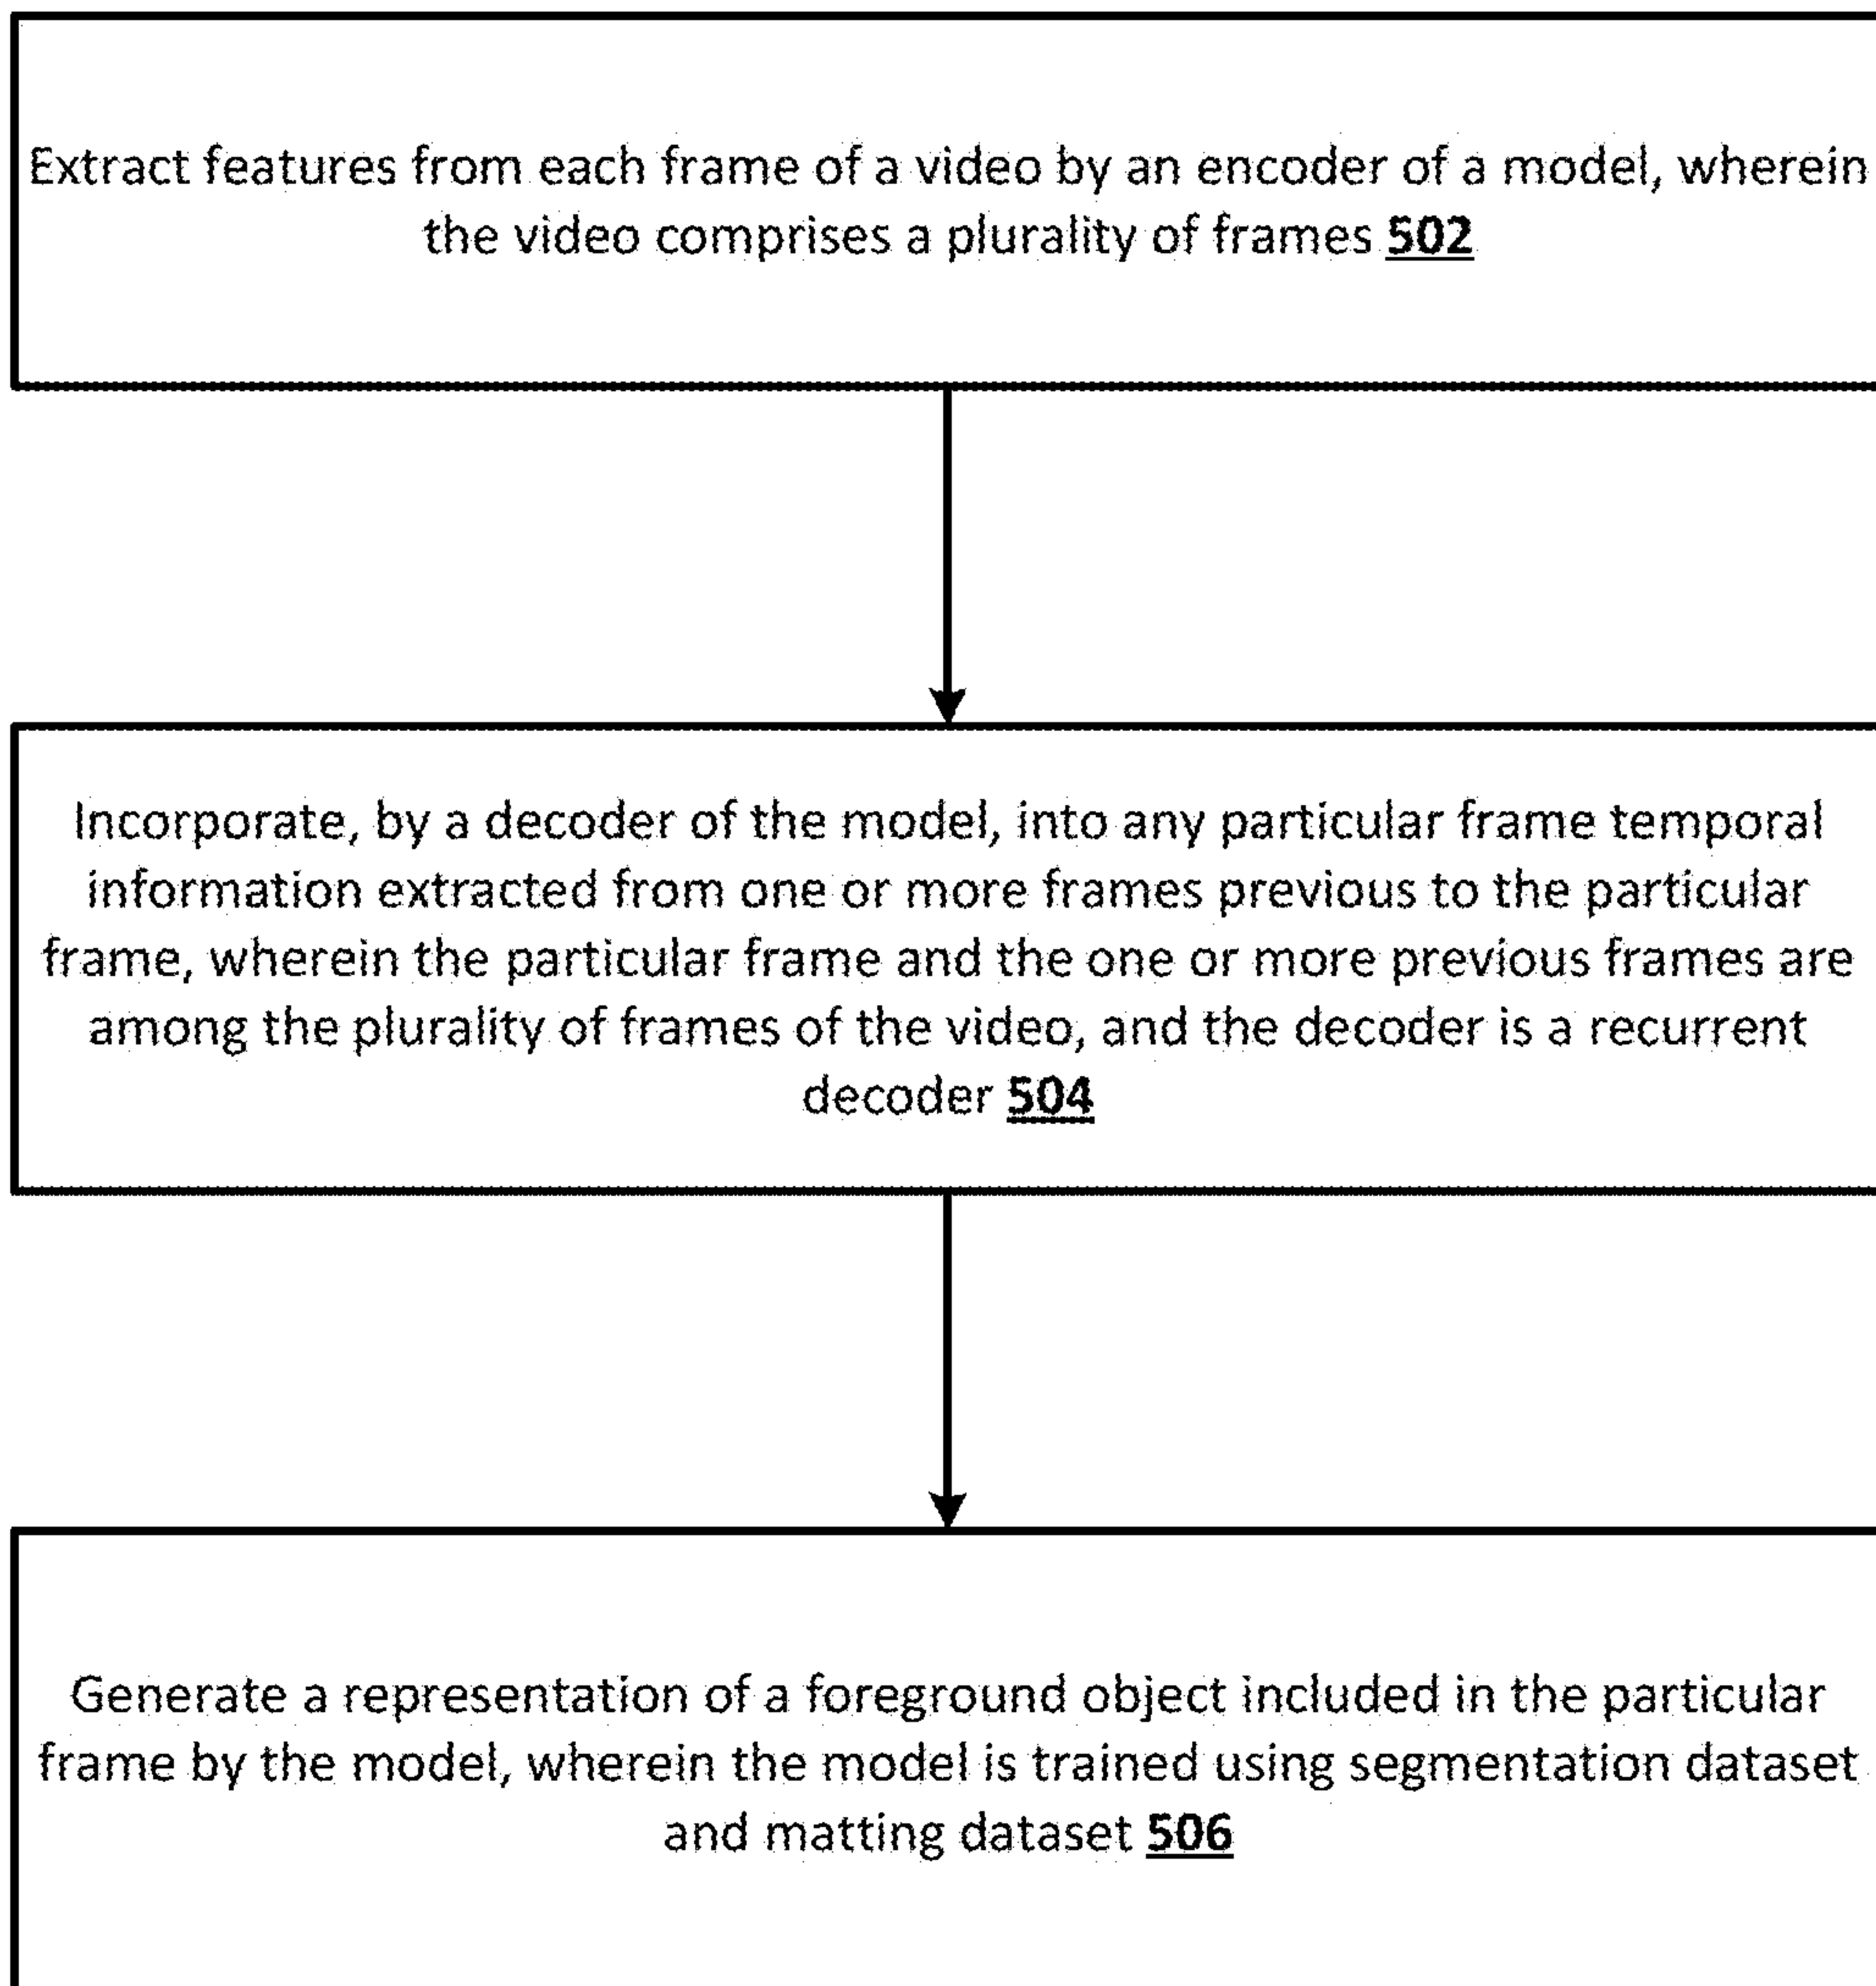 Extract features from each frame of a video by an encoder of a model, wherein
the video comprises a plurality of frames 502
Incorporate, by a decoder of the model, into any particular frame temporal
information extracted from one or more frames previous to the particular
frame, wherein the particular frame and the one or more previous frames are
among the plurality of frames of the video, and the decoder is a recurrent
decoder 504
Generate a representation of a foreground object included in the particular
frame by the model, wherein the model is trained using segmentation dataset
and matting dataset 506